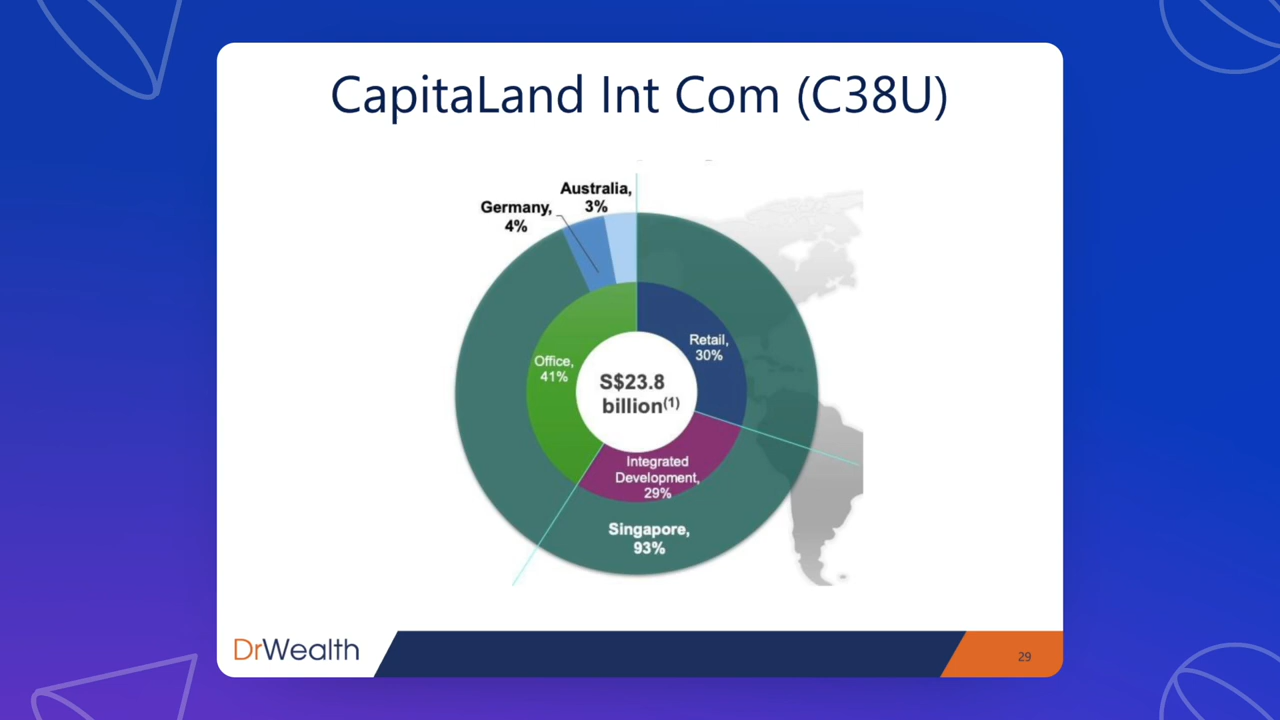 CapitaLand Int Com (C38U)
Australia,
3%
Germany,
4%
Retail,
30%
Office,
41%
S$23.8
billion(1)
Integrated
Development,
29%
Singapore,
93%
DrWealth
29